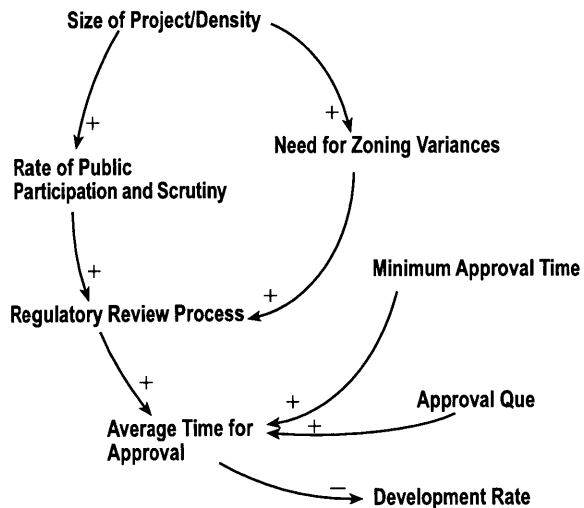 Size of Project/Density
+
+
Need for Zoning Variances
Rate of Public
Participation and Scrutiny
+
Minimum Approval Time
+
Regulatory Review Process
+
+
Approval Que
+
Average Time for
Approval
−
Development Rate